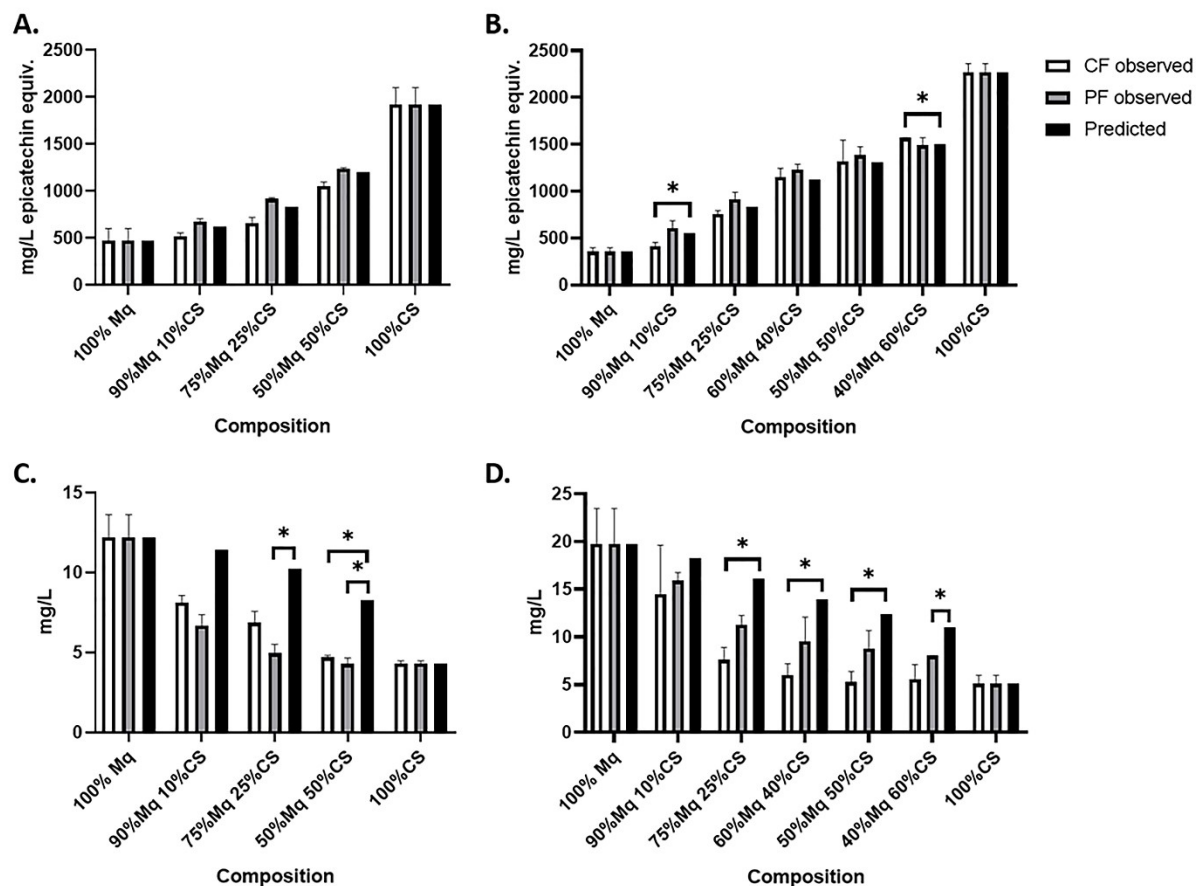 A.
mg/L epicatechin equiv.
2500
2000
1500
1000
500
0
100% Mq
90%Mq 10%CS
75%Mq 25%CS
50%Mq 50%CS
100%CS
Composition
B.
mg/L epicatechin equiv.
2500
2000
1500
1000
500
0
*
*
100% Mq
90%Mq 10%CS
75%Mq 25%CS
60%Mq 40%CS
50%Mq 50%CS
40%Mq 60%CS
100%CS
Composition
CF observed
PF observed
Predicted
C.
mg/L
15
10
5
0
*
*
*
100% Mq
90%Mq 10%CS
75%Mq 25%CS
50%Mq 50%CS
100%CS
Composition
D.
mg/L
25
20
15
10
5
0
*
*
*
*
100% Mq
90%Mq 10%CS
75%Mq 25%CS
60%Mq 40%CS
50%Mq 50%CS
40%Mq 60%CS
100%CS
Composition